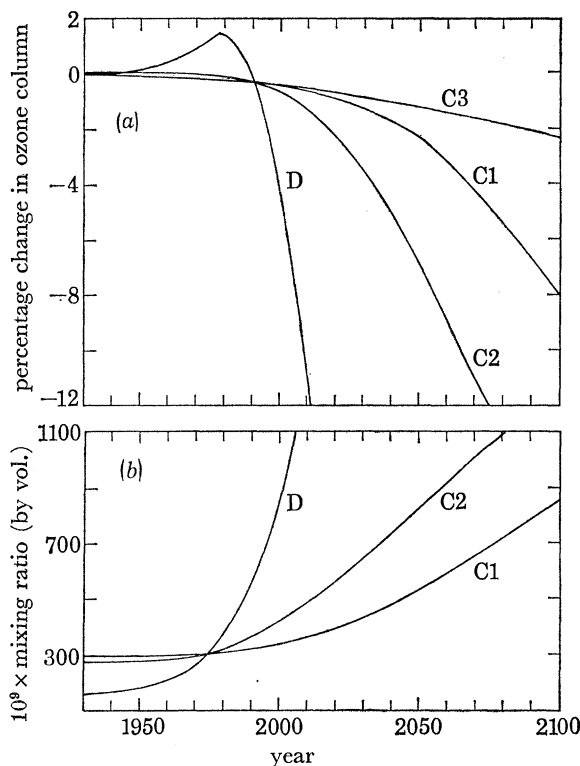 percentage change in ozone column
2
0
−4
−8
−12
(a)
C3
C1
D
C2
10⁹ × mixing ratio (by vol.)
1100
700
300
(b)
D
C2
C1
1950
2000
2050
2100
year